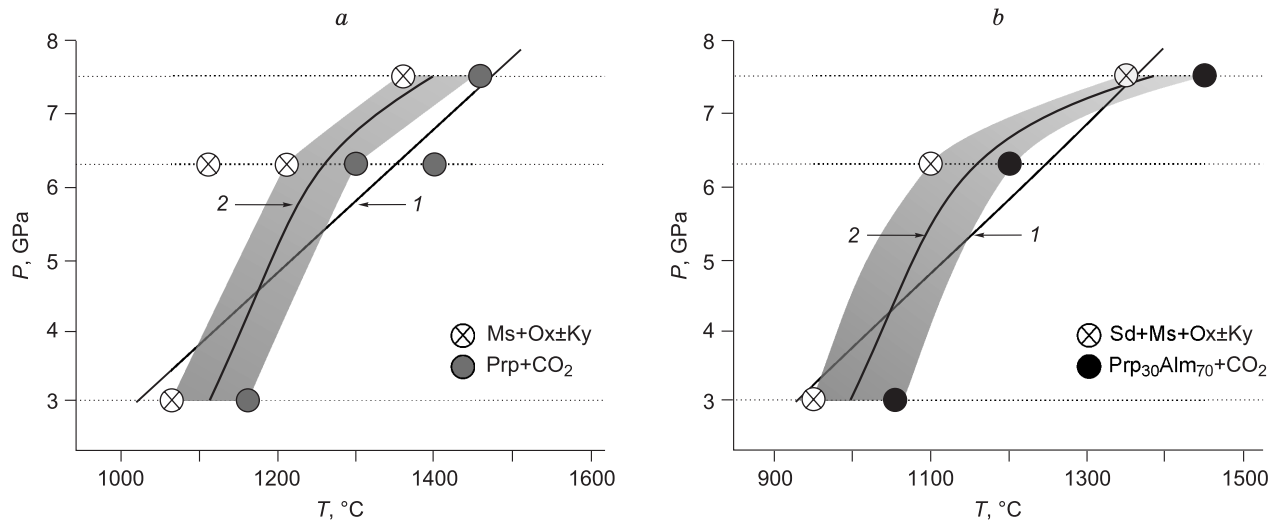 a
8
7
6
5
4
3
P, GPa
2
1
Ms+Ox±Ky
Prp+CO₂
1000
1200
1400
1600
T, °C
b
8
7
6
5
4
3
P, GPa
2
1
Sd+Ms+Ox±Ky
Prp₃₀Alm₇₀+CO₂
900
1100
1300
1500
T, °C